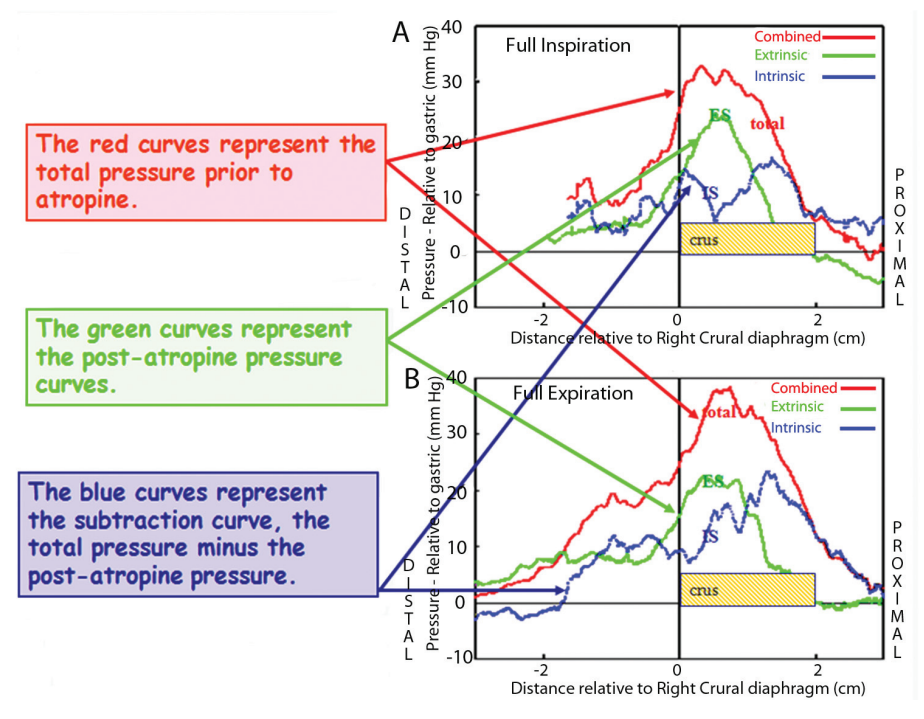 The red curves represent the
total pressure prior to
atropine.
The green curves represent
the post-atropine pressure
curves.
The blue curves represent
the subtraction curve, the
total pressure minus the
post-atropine pressure.
A
Full Inspiration
Combined
Extrinsic
Intrinsic
Pressure - Relative to gastric (mm Hg)
40
30
20
10
0
-10
ES
total
IS
crus
DISTAL
PROXIMAL
-2
0
2
Distance relative to Right Crural diaphragm (cm)
B
Full Expiration
Combined
Extrinsic
Intrinsic
Pressure - Relative to gastric (mm Hg)
40
30
20
10
0
-10
total
ES
IS
crus
DISTAL
PROXIMAL
-2
0
2
Distance relative to Right Crural diaphragm (cm)